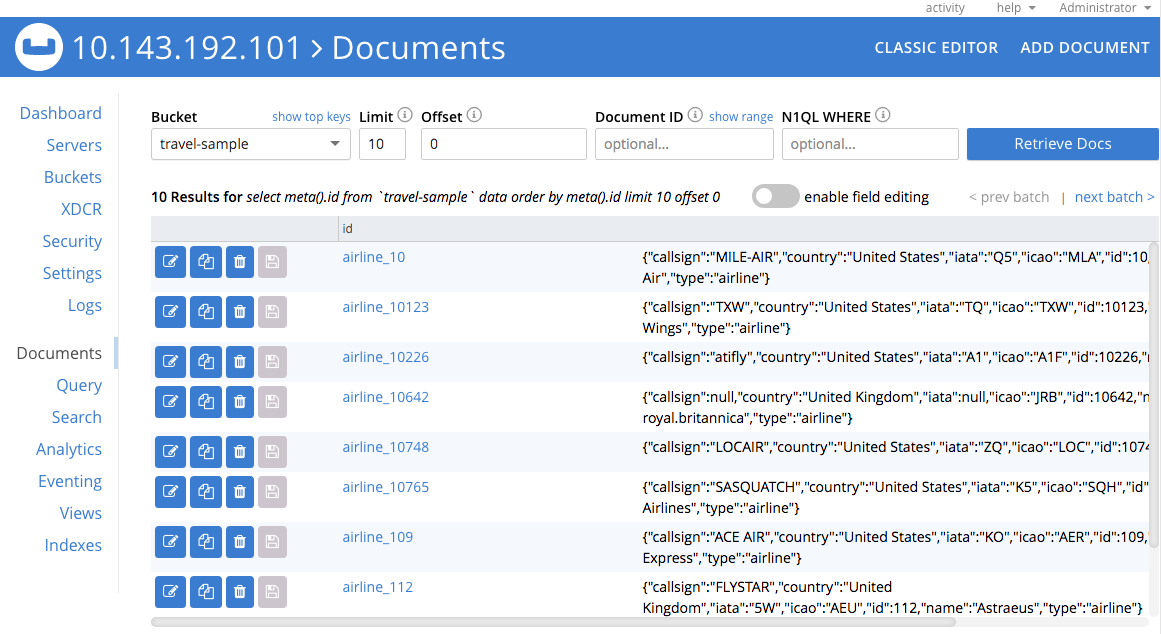 activity help Administrator
10.143.192.101 > Documents CLASSIC EDITOR ADD DOCUMENT
Dashboard
Servers
Buckets
XDCR
Security
Settings
Logs
Documents
Query
Search
Analytics
Eventing
Views
Indexes
Bucket show top keys Limit Offset Document ID show range N1QL WHERE
travel-sample 10 0 optional... optional... Retrieve Docs
10 Results for select meta().id from `travel-sample` data order by meta().id limit 10 offset 0 enable field editing < prev batch | next batch >
id
airline_10 {"callsign":"MILE-AIR","country":"United States","iata":"Q5","icao":"MLA","id":10,
Air","type":"airline"}
airline_10123 {"callsign":"TXW","country":"United States","iata":"TQ","icao":"TXW","id":10123,
Wings","type":"airline"}
airline_10226 {"callsign":"atifly","country":"United States","iata":"A1","icao":"A1F","id":10226,"
airline_10642 {"callsign":null,"country":"United Kingdom","iata":null,"icao":"JRB","id":10642,"n
royal.britannica","type":"airline"}
airline_10748 {"callsign":"LOCAIR","country":"United States","iata":"ZQ","icao":"LOC","id":1074
airline_10765 {"callsign":"SASQUATCH","country":"United States","iata":"K5","icao":"SQH","id"
Airlines","type":"airline"}
airline_109 {"callsign":"ACE AIR","country":"United States","iata":"KO","icao":"AER","id":109,
Express","type":"airline"}
airline_112 {"callsign":"FLYSTAR","country":"United
Kingdom","iata":"5W","icao":"AEU","id":112,"name":"Astraeus","type":"airline"}